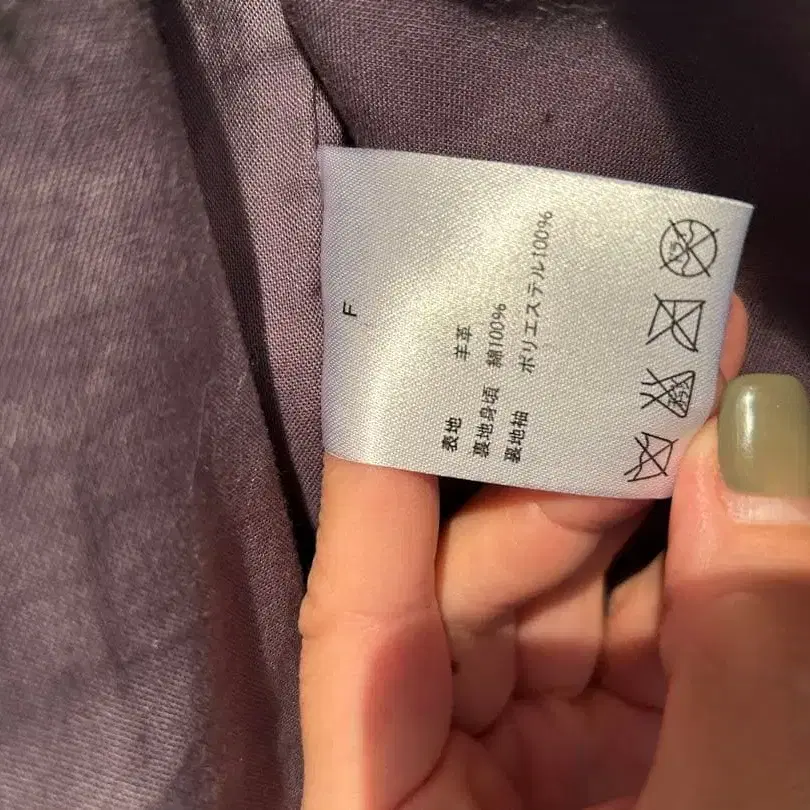 F
表地 羊革
裏地身頃 綿100%
裏地袖 ポリエステル100%